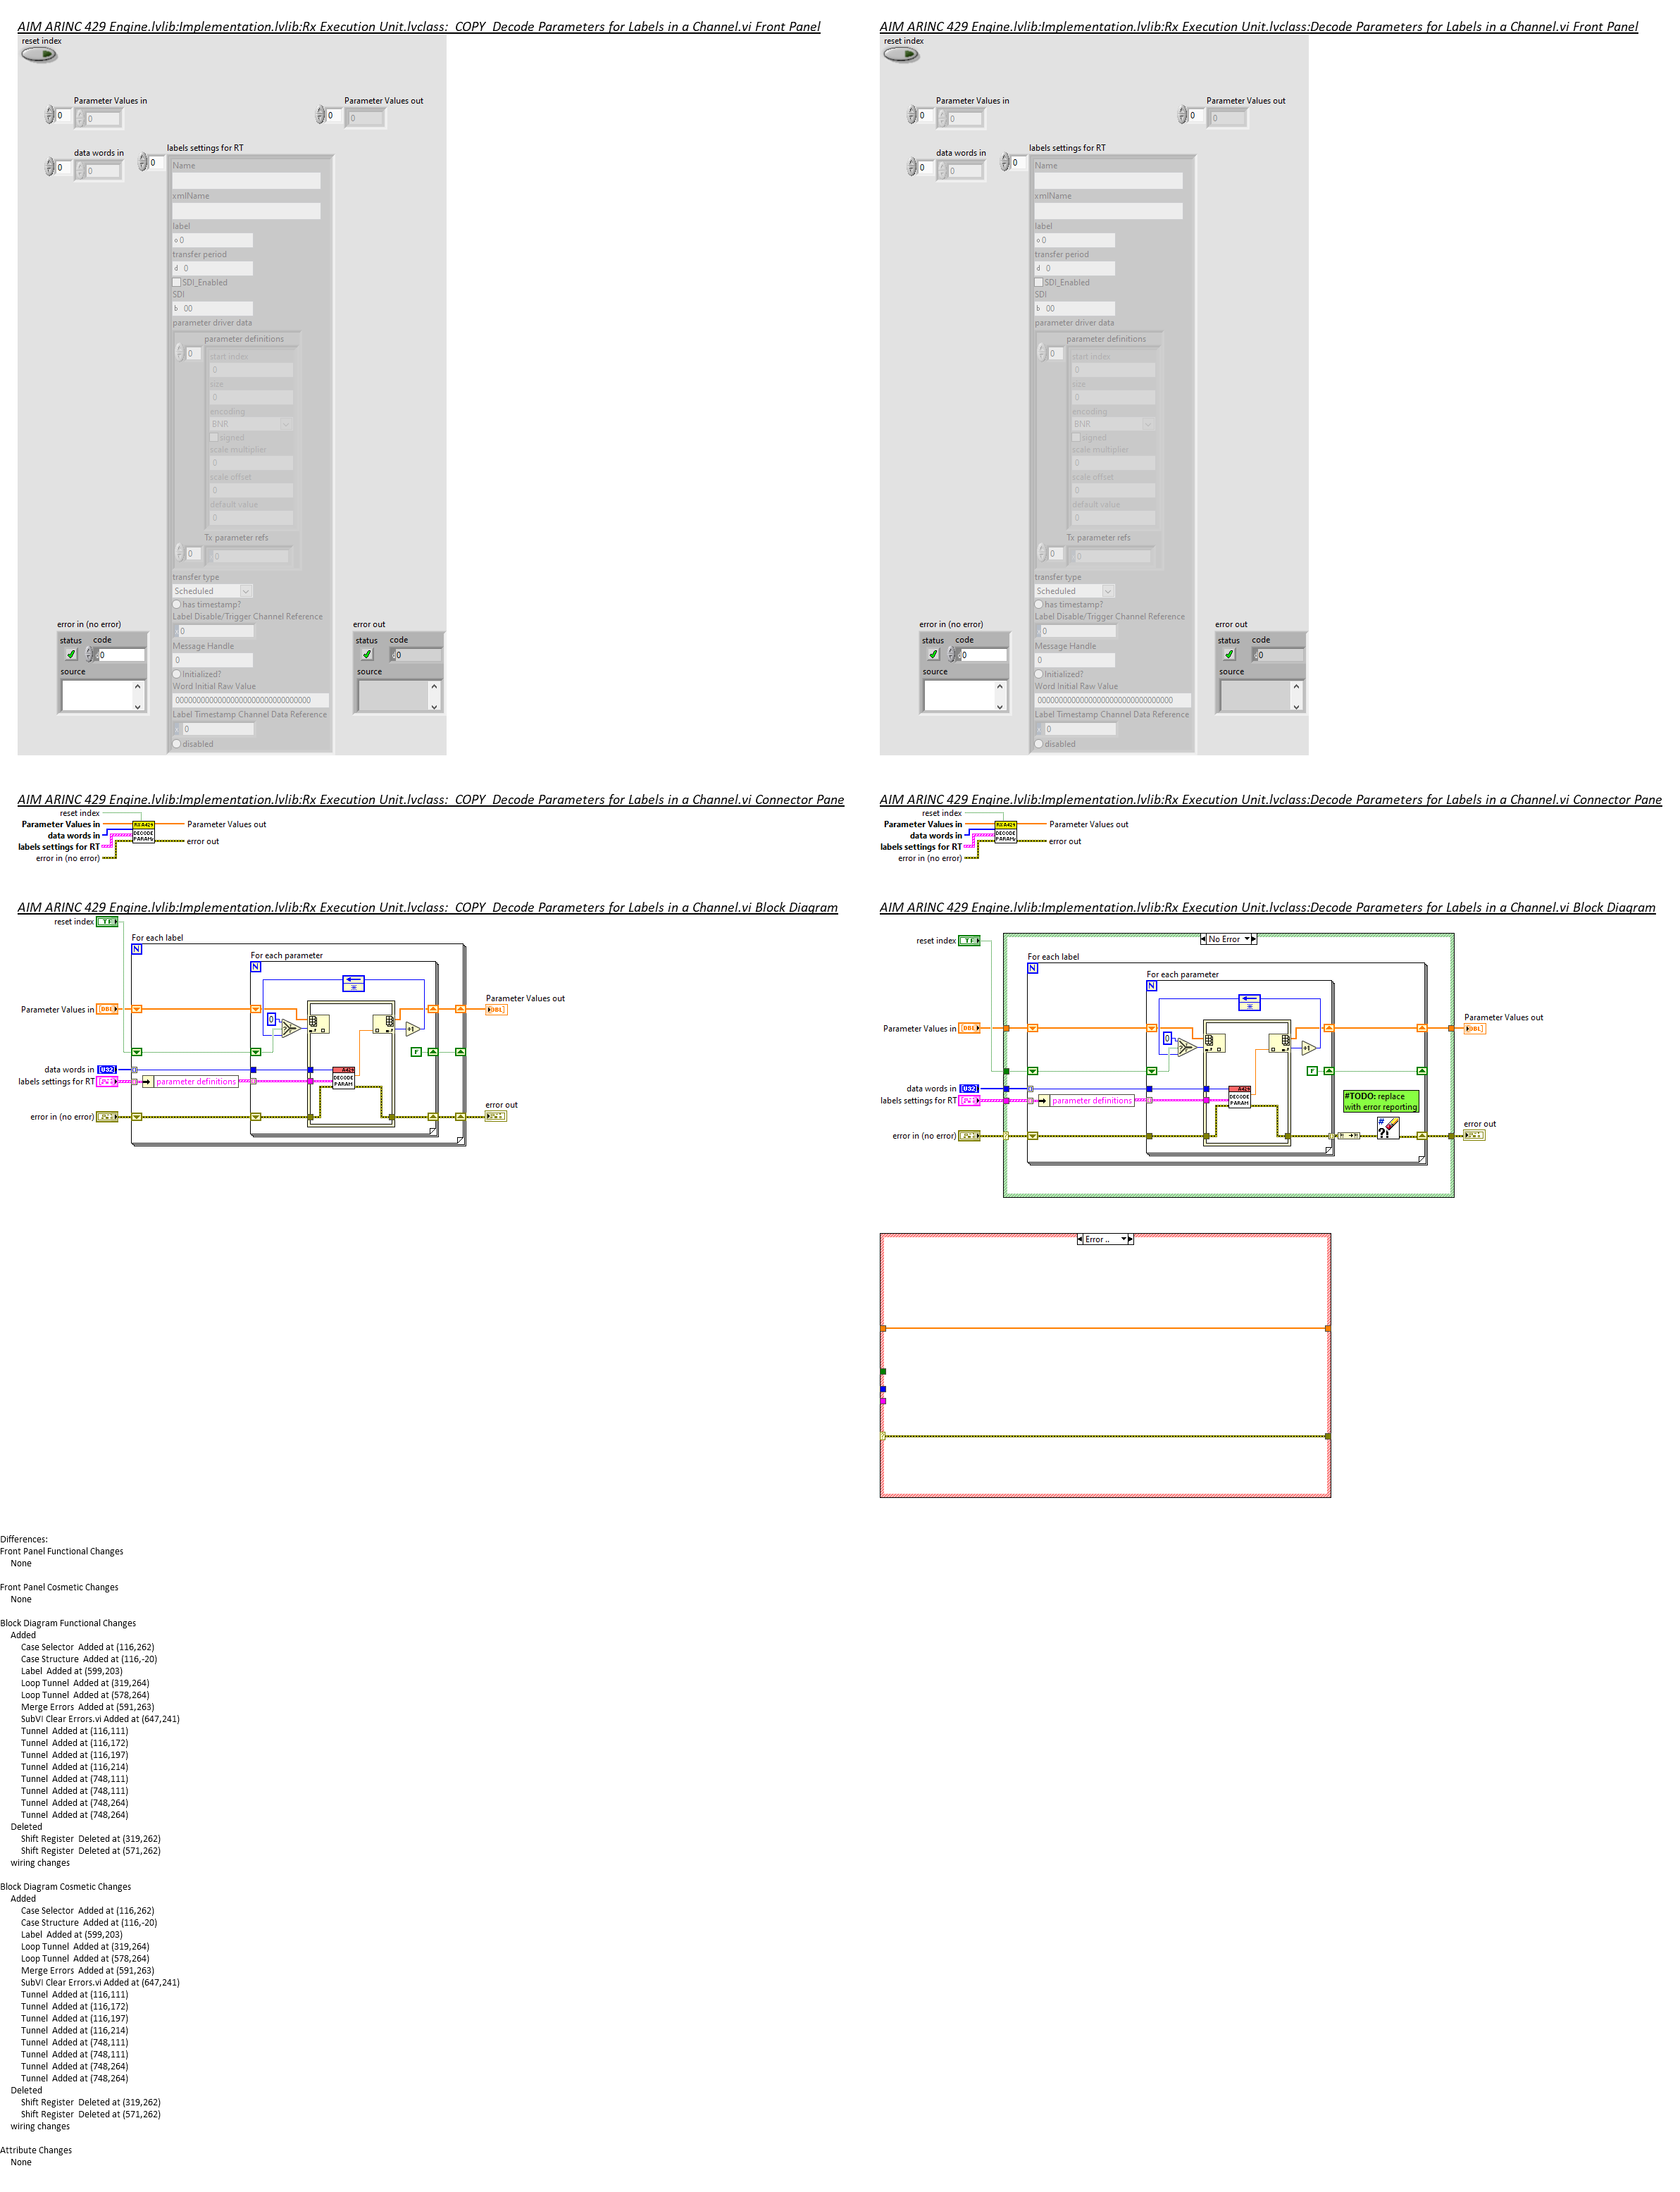 AIM ARINC 429 Engine.lvlib:Implementation.lvlib:Rx Execution Unit.lvclass:_COPY_Decode Parameters for Labels in a Channel.vi Front Panel
reset index
Parameter Values in
0
0
Parameter Values out
0
0
data words in
0
0
labels settings for RT
0
Name
xmlName
label
o 0
transfer period
d 0
SDI_Enabled
SDI
b 00
parameter driver data
parameter definitions
0
start index
0
size
0
encoding
BNR
signed
scale multiplier
0
scale offset
0
default value
0
Tx parameter refs
0
0
transfer type
Scheduled
has timestamp?
Label Disable/Trigger Channel Reference
0
Message Handle
0
Initialized?
Word Initial Raw Value
00000000000000000000000000000000
Label Timestamp Channel Data Reference
0
disabled
error in (no error)
status code
0
source
error out
status code
0
source
AIM ARINC 429 Engine.lvlib:Implementation.lvlib:Rx Execution Unit.lvclass:Decode Parameters for Labels in a Channel.vi Front Panel
reset index
Parameter Values in
0
0
Parameter Values out
0
0
data words in
0
0
labels settings for RT
0
Name
xmlName
label
o 0
transfer period
d 0
SDI_Enabled
SDI
b 00
parameter driver data
parameter definitions
0
start index
0
size
0
encoding
BNR
signed
scale multiplier
0
scale offset
0
default value
0
Tx parameter refs
0
0
transfer type
Scheduled
has timestamp?
Label Disable/Trigger Channel Reference
0
Message Handle
0
Initialized?
Word Initial Raw Value
00000000000000000000000000000000
Label Timestamp Channel Data Reference
0
disabled
error in (no error)
status code
0
source
error out
status code
0
source
AIM ARINC 429 Engine.lvlib:Implementation.lvlib:Rx Execution Unit.lvclass:_COPY_Decode Parameters for Labels in a Channel.vi Connector Pane
reset index
Parameter Values in
data words in
labels settings for RT
error in (no error)
DECODE
PARAMs
Parameter Values out
error out
AIM ARINC 429 Engine.lvlib:Implementation.lvlib:Rx Execution Unit.lvclass:Decode Parameters for Labels in a Channel.vi Connector Pane
reset index
Parameter Values in
data words in
labels settings for RT
error in (no error)
DECODE
PARAMs
Parameter Values out
error out
AIM ARINC 429 Engine.lvlib:Implementation.lvlib:Rx Execution Unit.lvclass:_COPY_Decode Parameters for Labels in a Channel.vi Block Diagram
reset index TF
For each label
N
For each parameter
N
Parameter Values in DBL
0
+1
F
Parameter Values out
DBL
data words in U32
labels settings for RT
parameter definitions
DECODE
PARAM
error in (no error)
error out
AIM ARINC 429 Engine.lvlib:Implementation.lvlib:Rx Execution Unit.lvclass:Decode Parameters for Labels in a Channel.vi Block Diagram
No Error
reset index TF
For each label
N
For each parameter
N
Parameter Values in DBL
0
+1
F
Parameter Values out
DBL
data words in U32
labels settings for RT
parameter definitions
DECODE
PARAM
#TODO: replace
with error reporting
#
?!
error in (no error)
error out
Error ..
Differences:
Front Panel Functional Changes
None
Front Panel Cosmetic Changes
None
Block Diagram Functional Changes
Added
Case Selector Added at (116,262)
Case Structure Added at (116,-20)
Label Added at (599,203)
Loop Tunnel Added at (319,264)
Loop Tunnel Added at (578,264)
Merge Errors Added at (591,263)
SubVI Clear Errors.vi Added at (647,241)
Tunnel Added at (116,111)
Tunnel Added at (116,172)
Tunnel Added at (116,197)
Tunnel Added at (116,214)
Tunnel Added at (748,111)
Tunnel Added at (748,111)
Tunnel Added at (748,264)
Tunnel Added at (748,264)
Deleted
Shift Register Deleted at (319,262)
Shift Register Deleted at (571,262)
wiring changes
Block Diagram Cosmetic Changes
Added
Case Selector Added at (116,262)
Case Structure Added at (116,-20)
Label Added at (599,203)
Loop Tunnel Added at (319,264)
Loop Tunnel Added at (578,264)
Merge Errors Added at (591,263)
SubVI Clear Errors.vi Added at (647,241)
Tunnel Added at (116,111)
Tunnel Added at (116,172)
Tunnel Added at (116,197)
Tunnel Added at (116,214)
Tunnel Added at (748,111)
Tunnel Added at (748,111)
Tunnel Added at (748,264)
Tunnel Added at (748,264)
Deleted
Shift Register Deleted at (319,262)
Shift Register Deleted at (571,262)
wiring changes
Attribute Changes
None